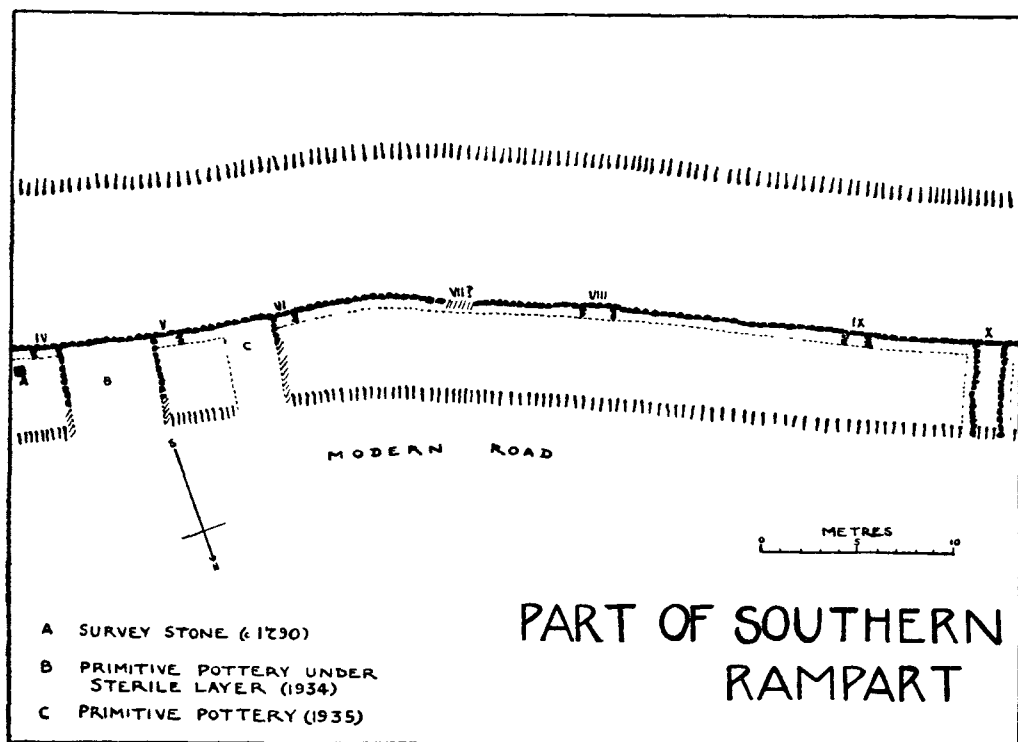 VII?
VIII
VI
IX
V
X
IV
C
A
B
S
MODERN ROAD
N
METRES
0 5 10
PART OF SOUTHERN
RAMPART
A SURVEY STONE (c 1790)
B PRIMITIVE POTTERY UNDER
STERILE LAYER (1934)
C PRIMITIVE POTTERY (1935)